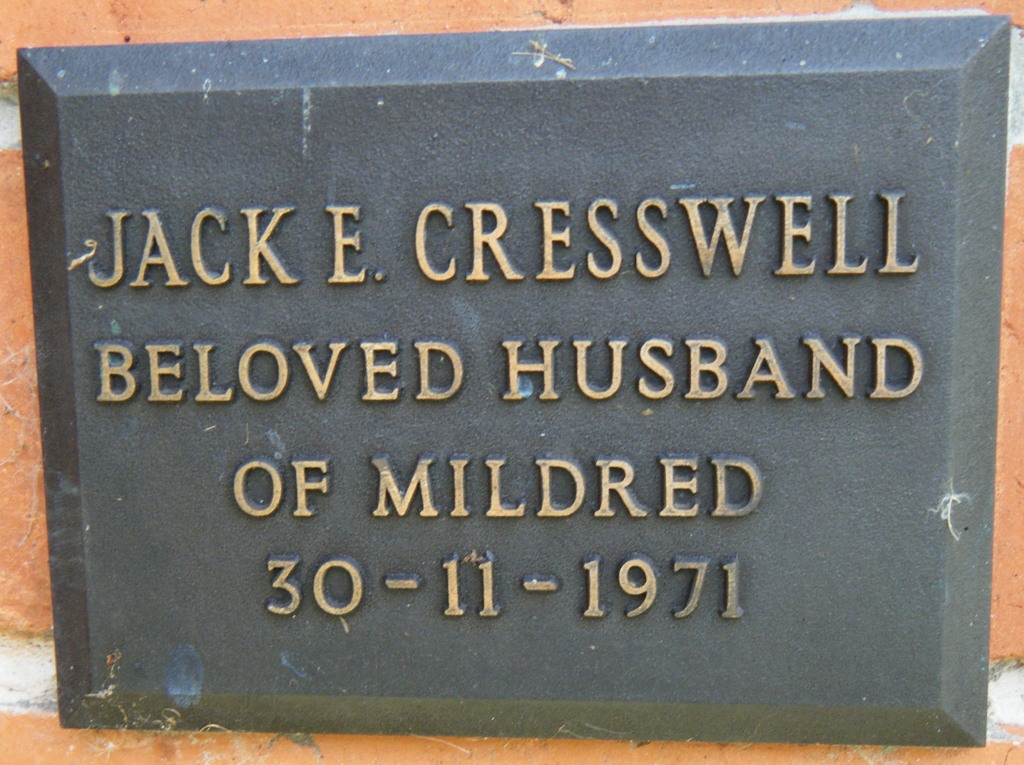 JACK E. CRESSWELL
BELOVED HUSBAND
OF MILDRED
30-11-1971